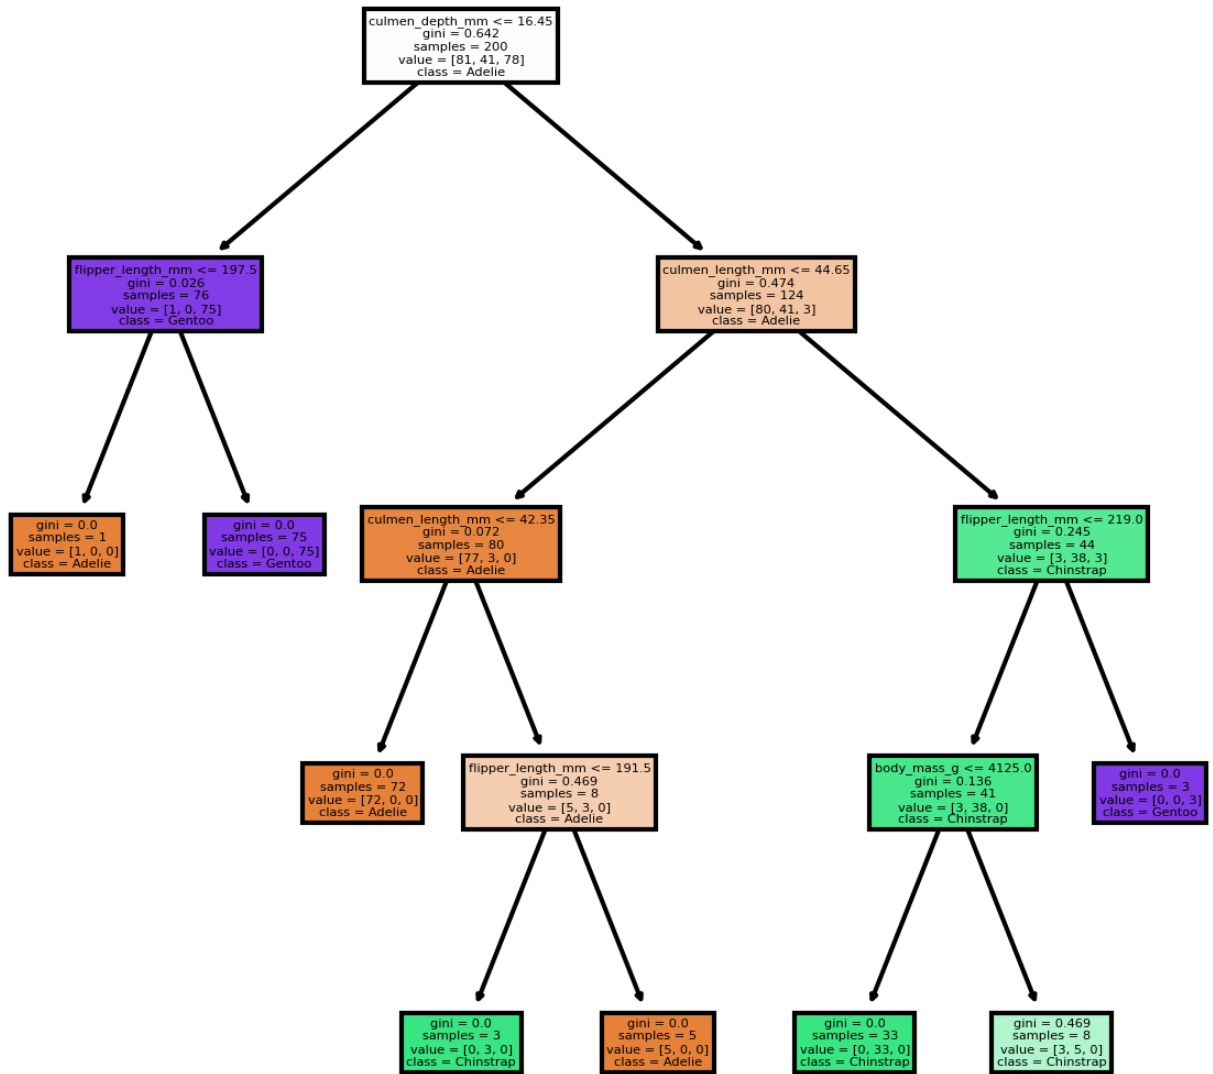 culmen_depth_mm <= 16.45
gini = 0.642
samples = 200
value = [81, 41, 78]
class = Adelie
flipper_length_mm <= 197.5
gini = 0.026
samples = 76
value = [1, 0, 75]
class = Gentoo
culmen_length_mm <= 44.65
gini = 0.474
samples = 124
value = [80, 41, 3]
class = Adelie
gini = 0.0
samples = 1
value = [1, 0, 0]
class = Adelie
gini = 0.0
samples = 75
value = [0, 0, 75]
class = Gentoo
culmen_length_mm <= 42.35
gini = 0.072
samples = 80
value = [77, 3, 0]
class = Adelie
flipper_length_mm <= 219.0
gini = 0.245
samples = 44
value = [3, 38, 3]
class = Chinstrap
gini = 0.0
samples = 72
value = [72, 0, 0]
class = Adelie
flipper_length_mm <= 191.5
gini = 0.469
samples = 8
value = [5, 3, 0]
class = Adelie
body_mass_g <= 4125.0
gini = 0.136
samples = 41
value = [3, 38, 0]
class = Chinstrap
gini = 0.0
samples = 3
value = [0, 0, 3]
class = Gentoo
gini = 0.0
samples = 3
value = [0, 3, 0]
class = Chinstrap
gini = 0.0
samples = 5
value = [5, 0, 0]
class = Adelie
gini = 0.0
samples = 33
value = [0, 33, 0]
class = Chinstrap
gini = 0.469
samples = 8
value = [3, 5, 0]
class = Chinstrap